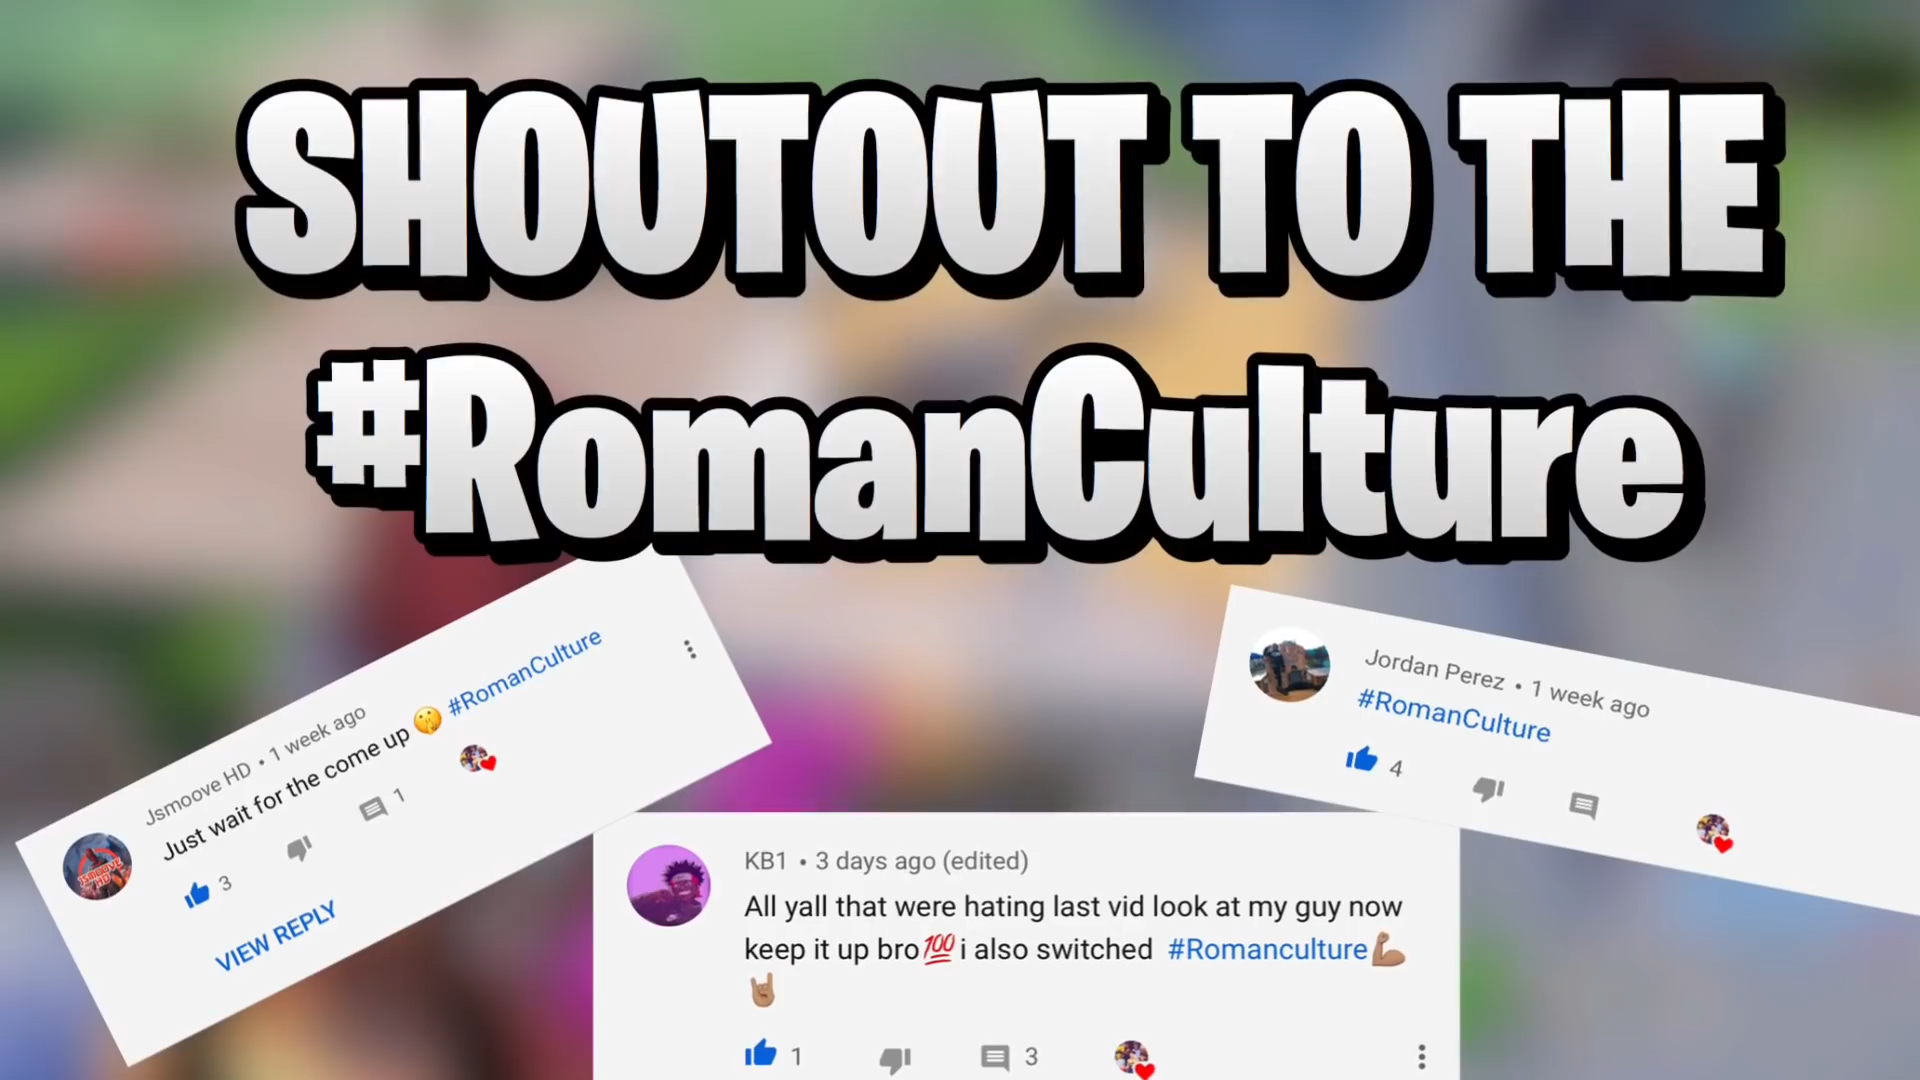 SHOUTOUT TO THE
#RomanCulture
Jsmoove HD • 1 week ago
Just wait for the come up 🤫 #RomanCulture
3
1
VIEW REPLY
JSMOOVE
HD
Jordan Perez • 1 week ago
#RomanCulture
4
KB1 • 3 days ago (edited)
All yall that were hating last vid look at my guy now
keep it up bro💯i also switched #Romanculture💪🏽
🤘🏽
1
3